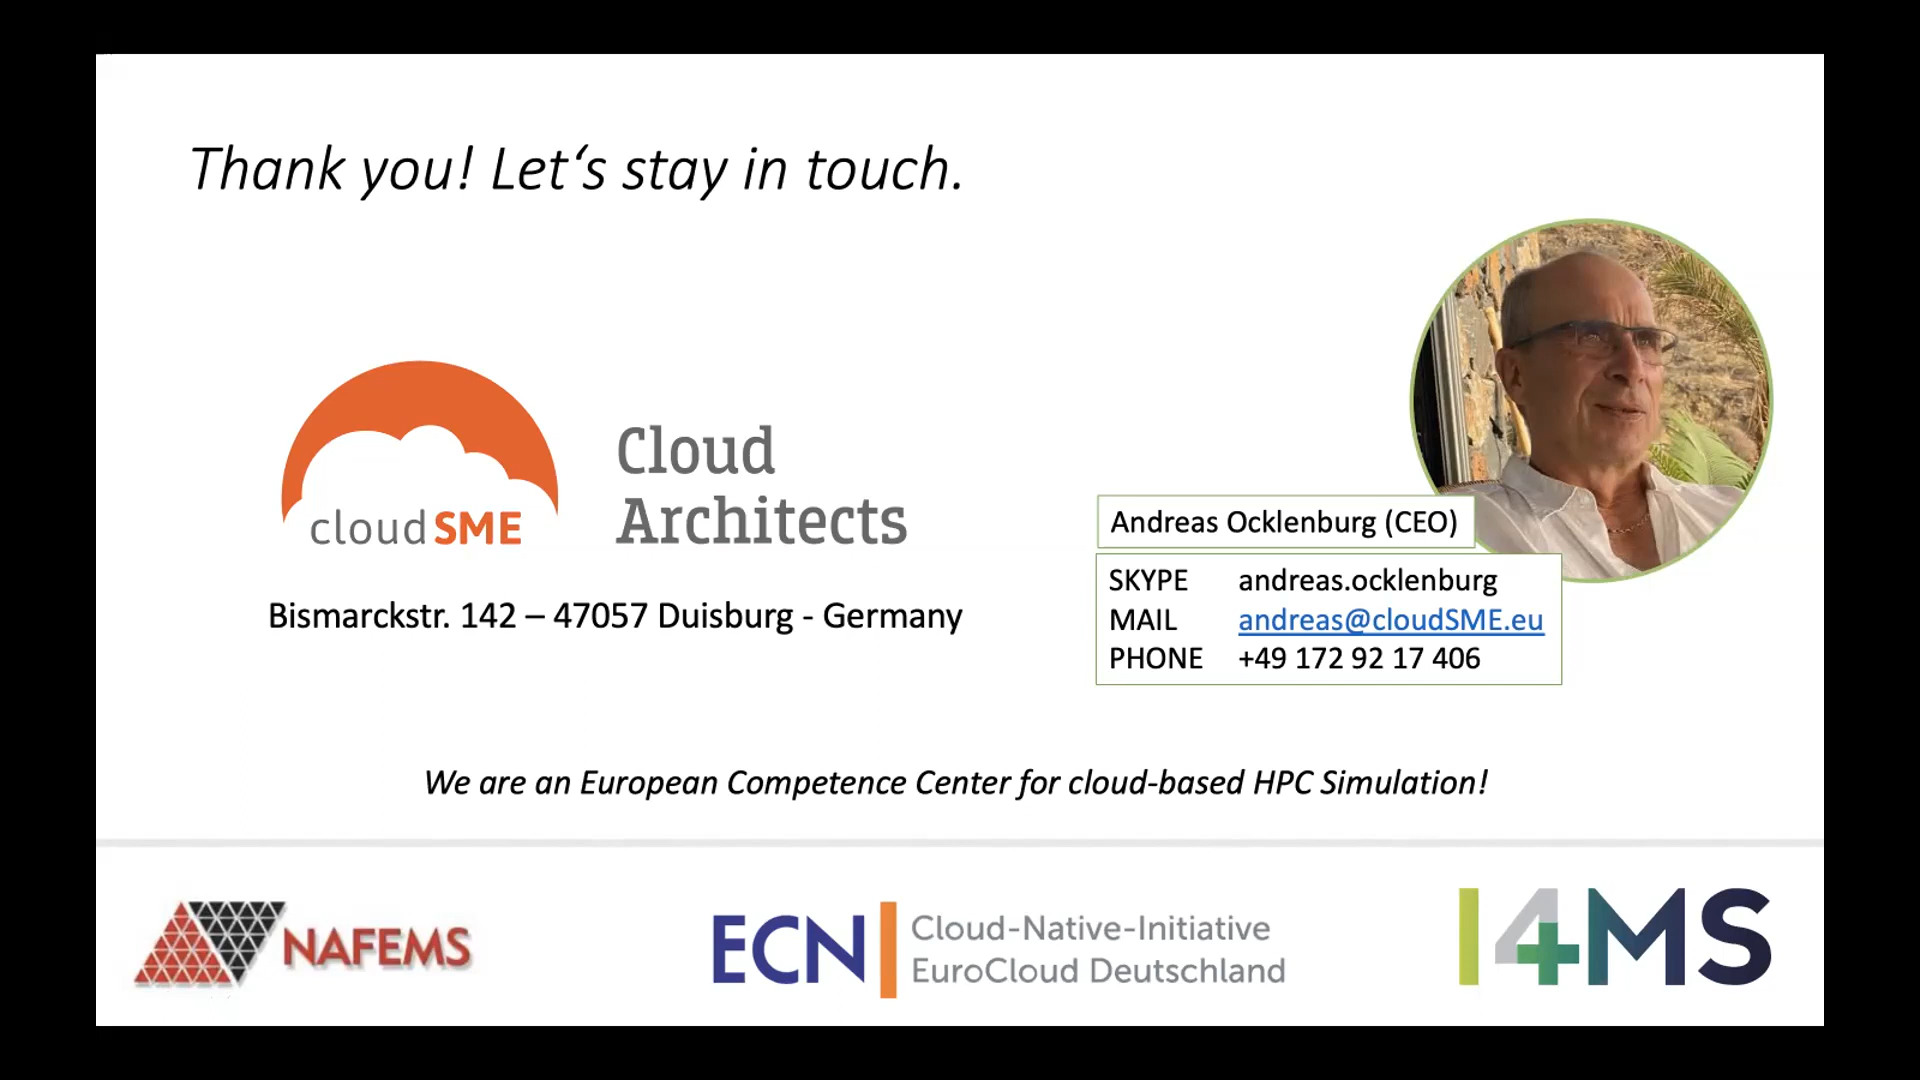 Thank you! Let‘s stay in touch.
cloudSME
Cloud
Architects
Bismarckstr. 142 – 47057 Duisburg - Germany
Andreas Ocklenburg (CEO)
SKYPE andreas.ocklenburg
MAIL andreas@cloudSME.eu
PHONE +49 172 92 17 406
We are an European Competence Center for cloud-based HPC Simulation!
NAFEMS
ECN
Cloud-Native-Initiative
EuroCloud Deutschland
I4MS